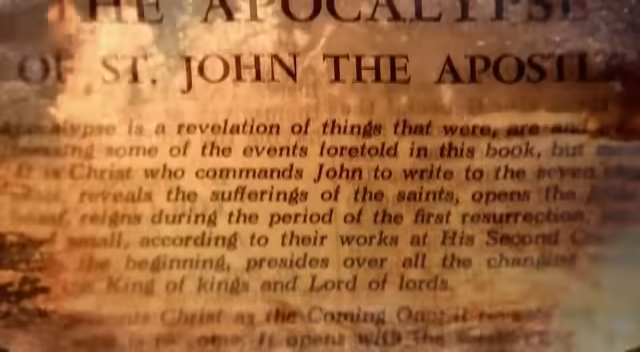 THE APOCALYPSE
OF ST. JOHN THE APOSTLE
Apocalypse is a revelation of things that were, are and
some of the events foretold in this book, but
It is Christ who commands John to write to the seven
reveals the sufferings of the saints, opens the
reigns during the period of the first resurrection,
small, according to their works at His Second
the beginning, presides over all the changing
King of kings and Lord of lords.
Christ as the Coming One; it
come. It opens with the